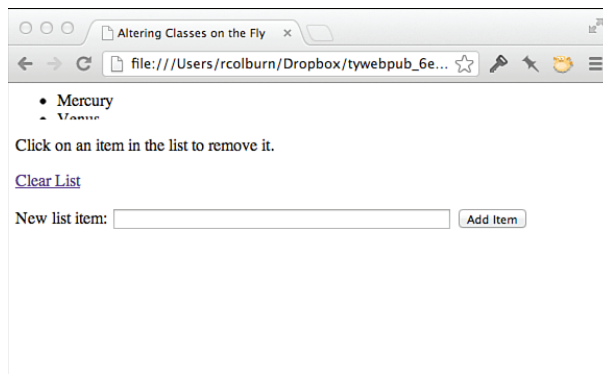 Altering Classes on the Fly
file:///Users/rcolburn/Dropbox/tywebpub_6e...
Mercury
Venus
Click on an item in the list to remove it.
Clear List
New list item:
Add Item